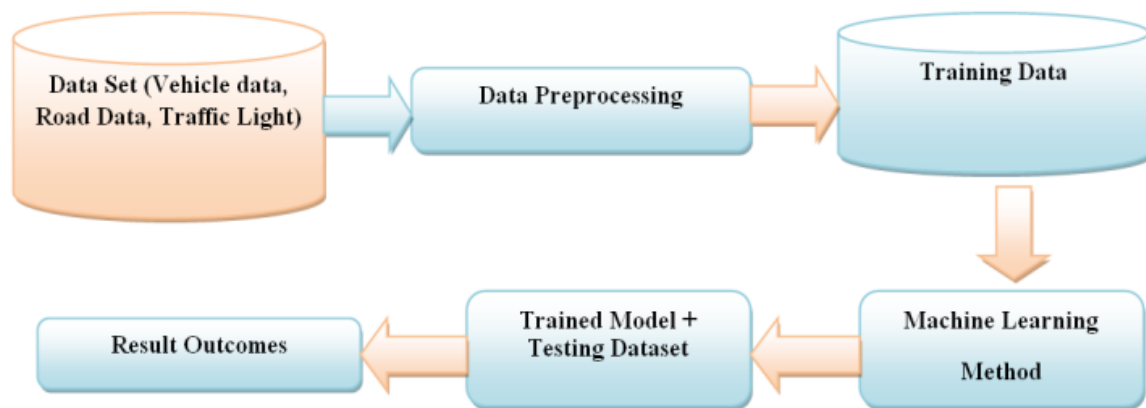 Data Set (Vehicle data,
Road Data, Traffic Light)
Data Preprocessing
Training Data
Machine Learning
Method
Trained Model +
Testing Dataset
Result Outcomes